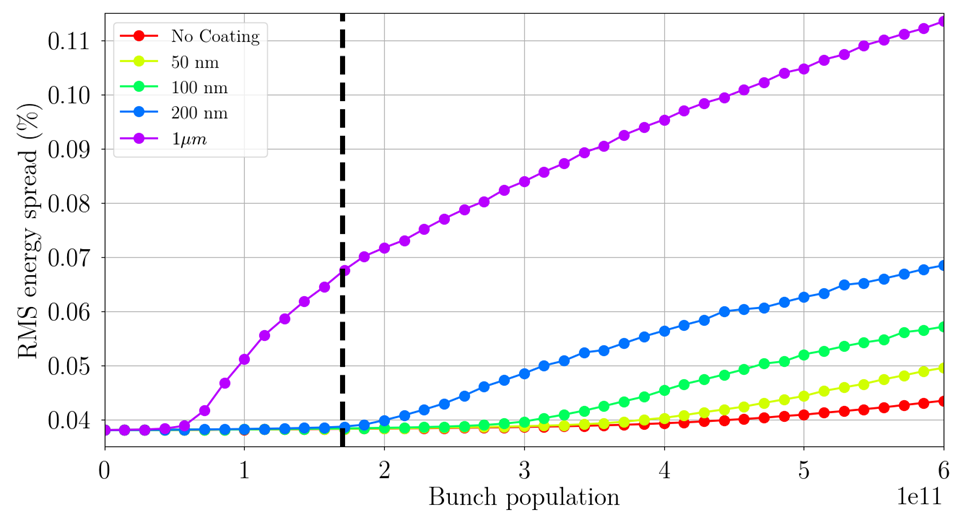 No Coating
50 nm
100 nm
200 nm
1μm
RMS energy spread (%)
0.11
0.10
0.09
0.08
0.07
0.06
0.05
0.04
0 1 2 3 4 5 6
Bunch population
1e11